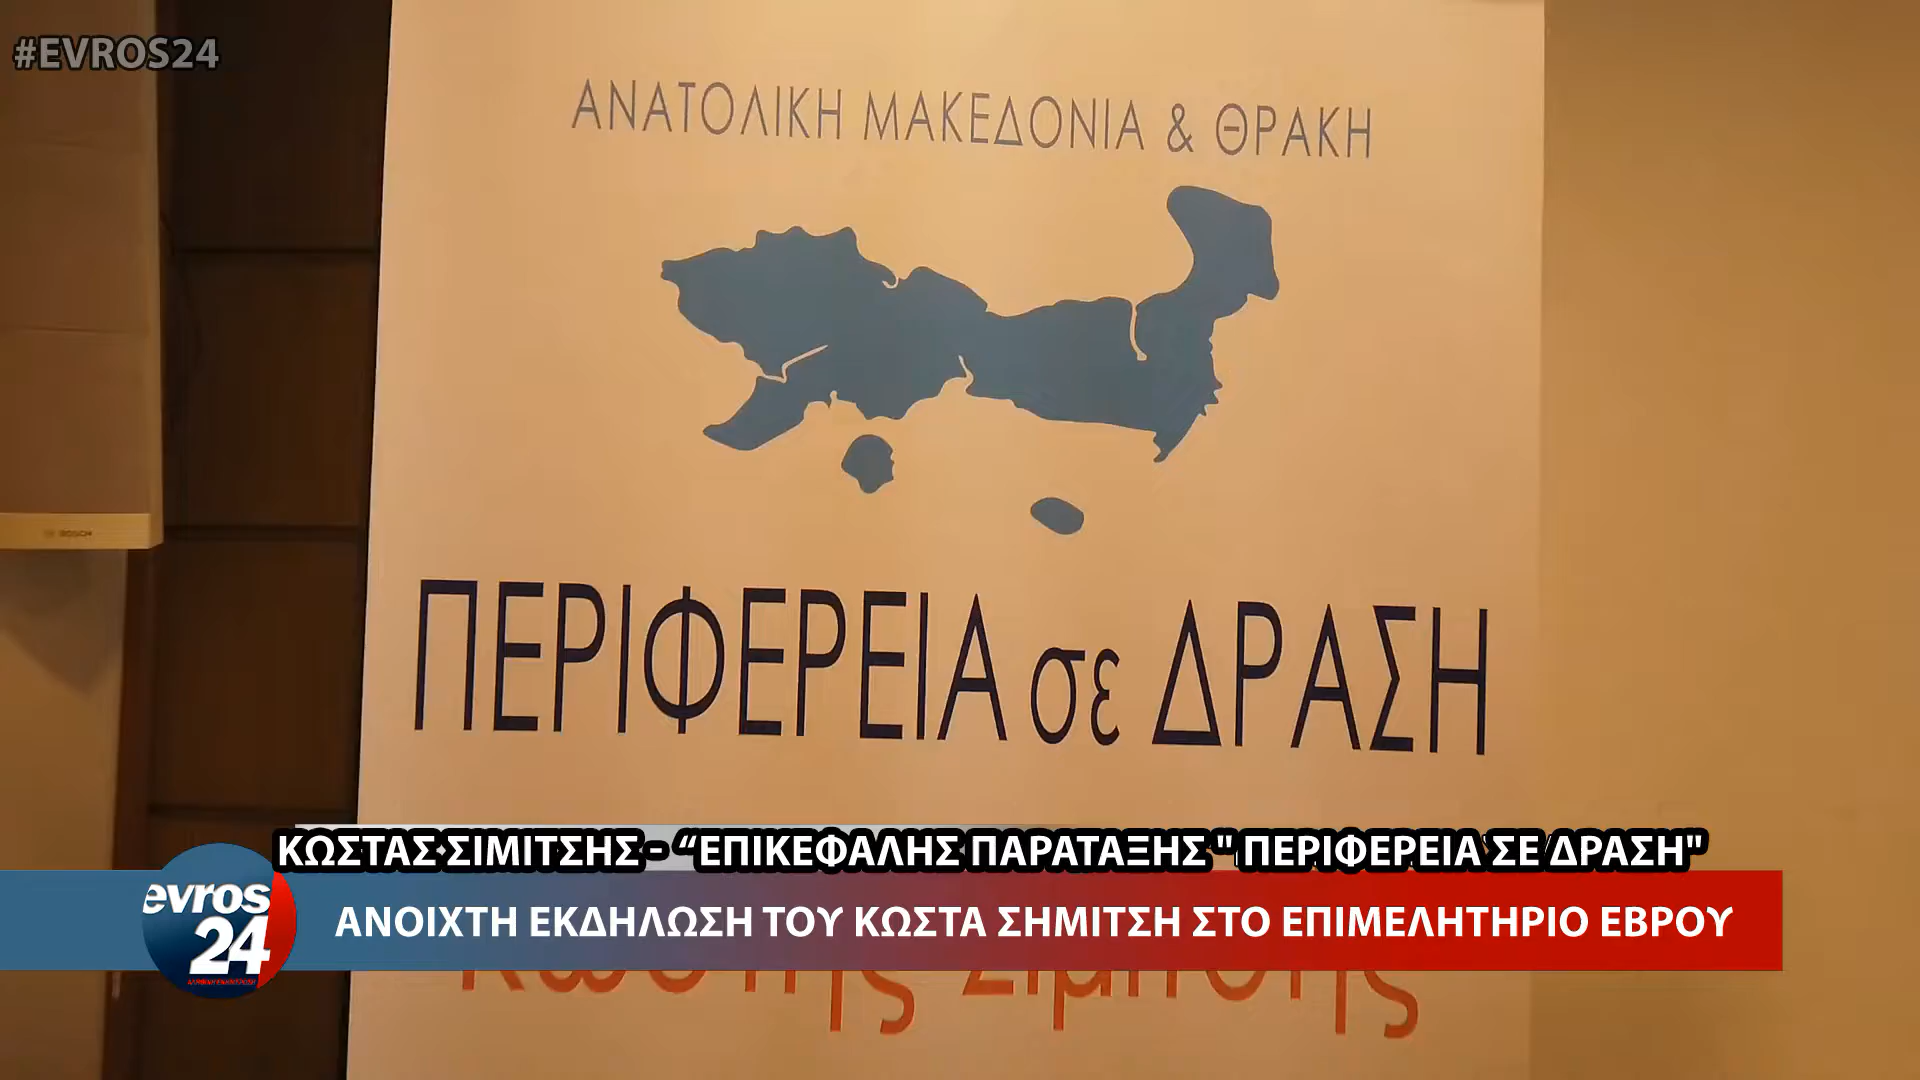 #EVROS24
ΑΝΑΤΟΛΙΚΗ ΜΑΚΕΔΟΝΙΑ & ΘΡΑΚΗ
BOSCH
ΠΕΡΙΦΕΡΕΙΑ σε ΔΡΑΣΗ
ΚΩΣΤΑΣ ΣΙΜΙΤΣΗΣ - “ΕΠΙΚΕΦΑΛΗΣ ΠΑΡΑΤΑΞΗΣ " ΠΕΡΙΦΕΡΕΙΑ ΣΕ ΔΡΑΣΗ"
evros
24
ΑΝΟΙΧΤΗ ΕΚΔΗΛΩΣΗ ΤΟΥ ΚΩΣΤΑ ΣΗΜΙΤΣΗ ΣΤΟ ΕΠΙΜΕΛΗΤΗΡΙΟ ΕΒΡΟΥ